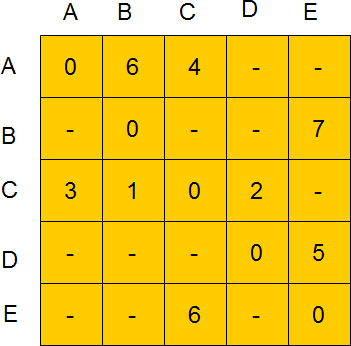 A B C D E
A 0 6 4 - -
B - 0 - - 7
C 3 1 0 2 -
D - - - 0 5
E - - 6 - 0